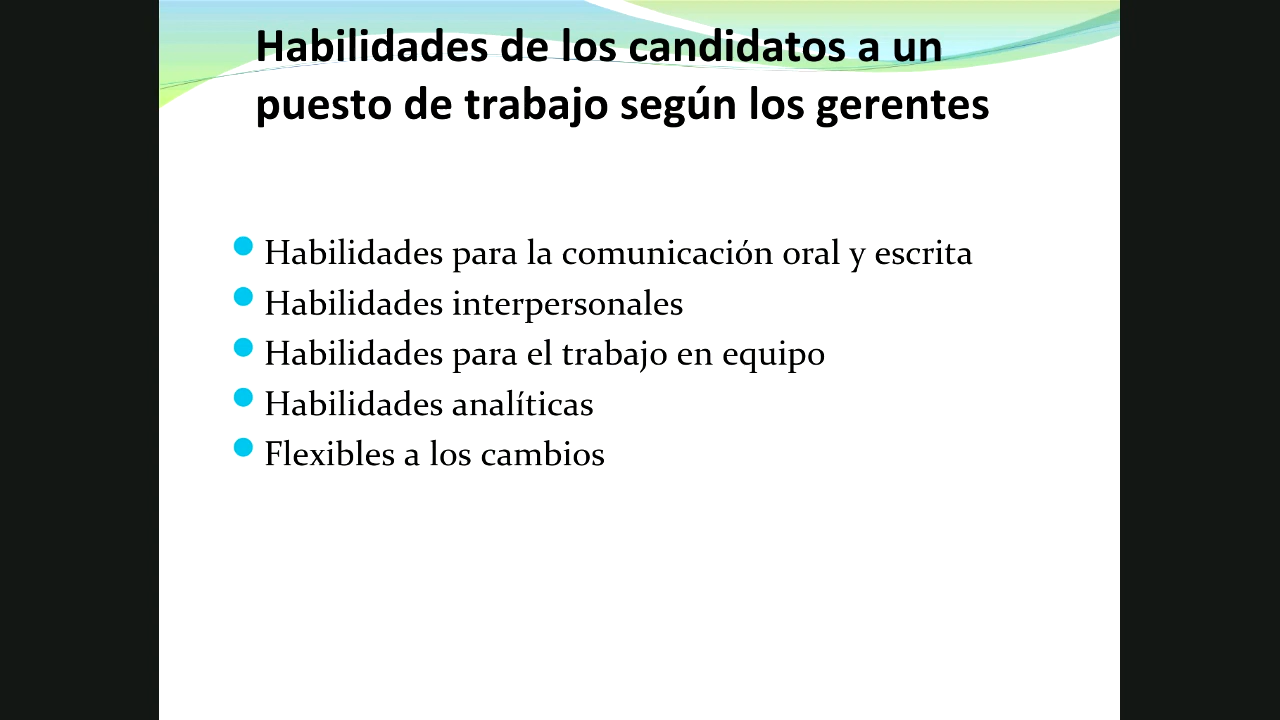 Habilidades de los candidatos a un
puesto de trabajo según los gerentes
Habilidades para la comunicación oral y escrita
Habilidades interpersonales
Habilidades para el trabajo en equipo
Habilidades analíticas
Flexibles a los cambios